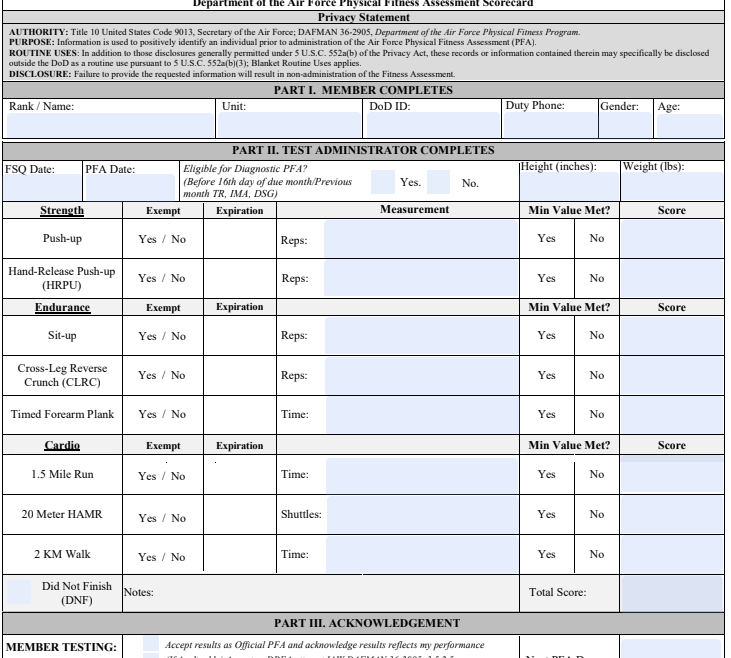 Department of the Air Force Physical Fitness Assessment Scorecard
Privacy Statement
AUTHORITY: Title 10 United States Code 9013, Secretary of the Air Force; DAFMAN 36-2905, Department of the Air Force Physical Fitness Program.
PURPOSE: Information is used to positively identify an individual prior to administration of the Air Force Physical Fitness Assessment (PFA).
ROUTINE USES: In addition to those disclosures generally permitted under 5 U.S.C. 552a(b) of the Privacy Act, these records or information contained therein may specifically be disclosed
outside the DoD as a routine use pursuant to 5 U.S.C. 552a(b)(3); Blanket Routine Uses applies.
DISCLOSURE: Failure to provide the requested information will result in non-administration of the Fitness Assessment.
PART I. MEMBER COMPLETES
Rank / Name: Unit: DoD ID: Duty Phone: Gender: Age:
PART II. TEST ADMINISTRATOR COMPLETES
FSQ Date: PFA Date: Eligible for Diagnostic PFA? Height (inches): Weight (lbs):
(Before 16th day of due month/Previous Yes. No.
month TR, IMA, DSG)
Strength Exempt Expiration Measurement Min Value Met? Score
Push-up Yes / No Reps: Yes No
Hand-Release Push-up
(HRPU) Yes / No Reps: Yes No
Endurance Exempt Expiration Min Value Met? Score
Sit-up Yes / No Reps: Yes No
Cross-Leg Reverse
Crunch (CLRC) Yes / No Reps: Yes No
Timed Forearm Plank Yes / No Time: Yes No
Cardio Exempt Expiration Min Value Met? Score
1.5 Mile Run Yes / No Time: Yes No
20 Meter HAMR Yes / No Shuttles: Yes No
2 KM Walk Yes / No Time: Yes No
Did Not Finish
(DNF) Notes: Total Score:
PART III. ACKNOWLEDGEMENT
MEMBER TESTING: Accept results as Official PFA and acknowledge results reflects my performance